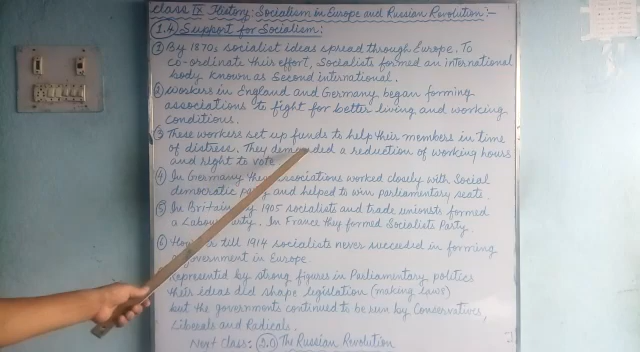 Class IX History: Socialism in Europe and Russian Revolution:-
1.4) Support for Socialism:
① By 1870s socialist ideas spread through Europe. To
co-ordinate their effort, Socialists formed an international
body known as Second international.
② Workers in England and Germany began forming
associations to fight for better living and working
conditions.
③ These workers set up funds to help their members in time
of distress. They demanded a reduction of working hours
and right to vote
④ In Germany these associations worked closely with Social
democratic party and helped to win parliamentary seats.
⑤ In Britain by 1905 socialists and trade unionists formed
a Labour Party. In France they formed Socialists Party.
⑥ However till 1914 socialists never succeeded in forming
government in Europe.
Represented by strong figures in Parliamentary politics
their ideas did shape legislation (making laws)
but the governments continued to be run by Conservatives,
Liberals and Radicals.
Next class: 2.0) The Russian Revolution